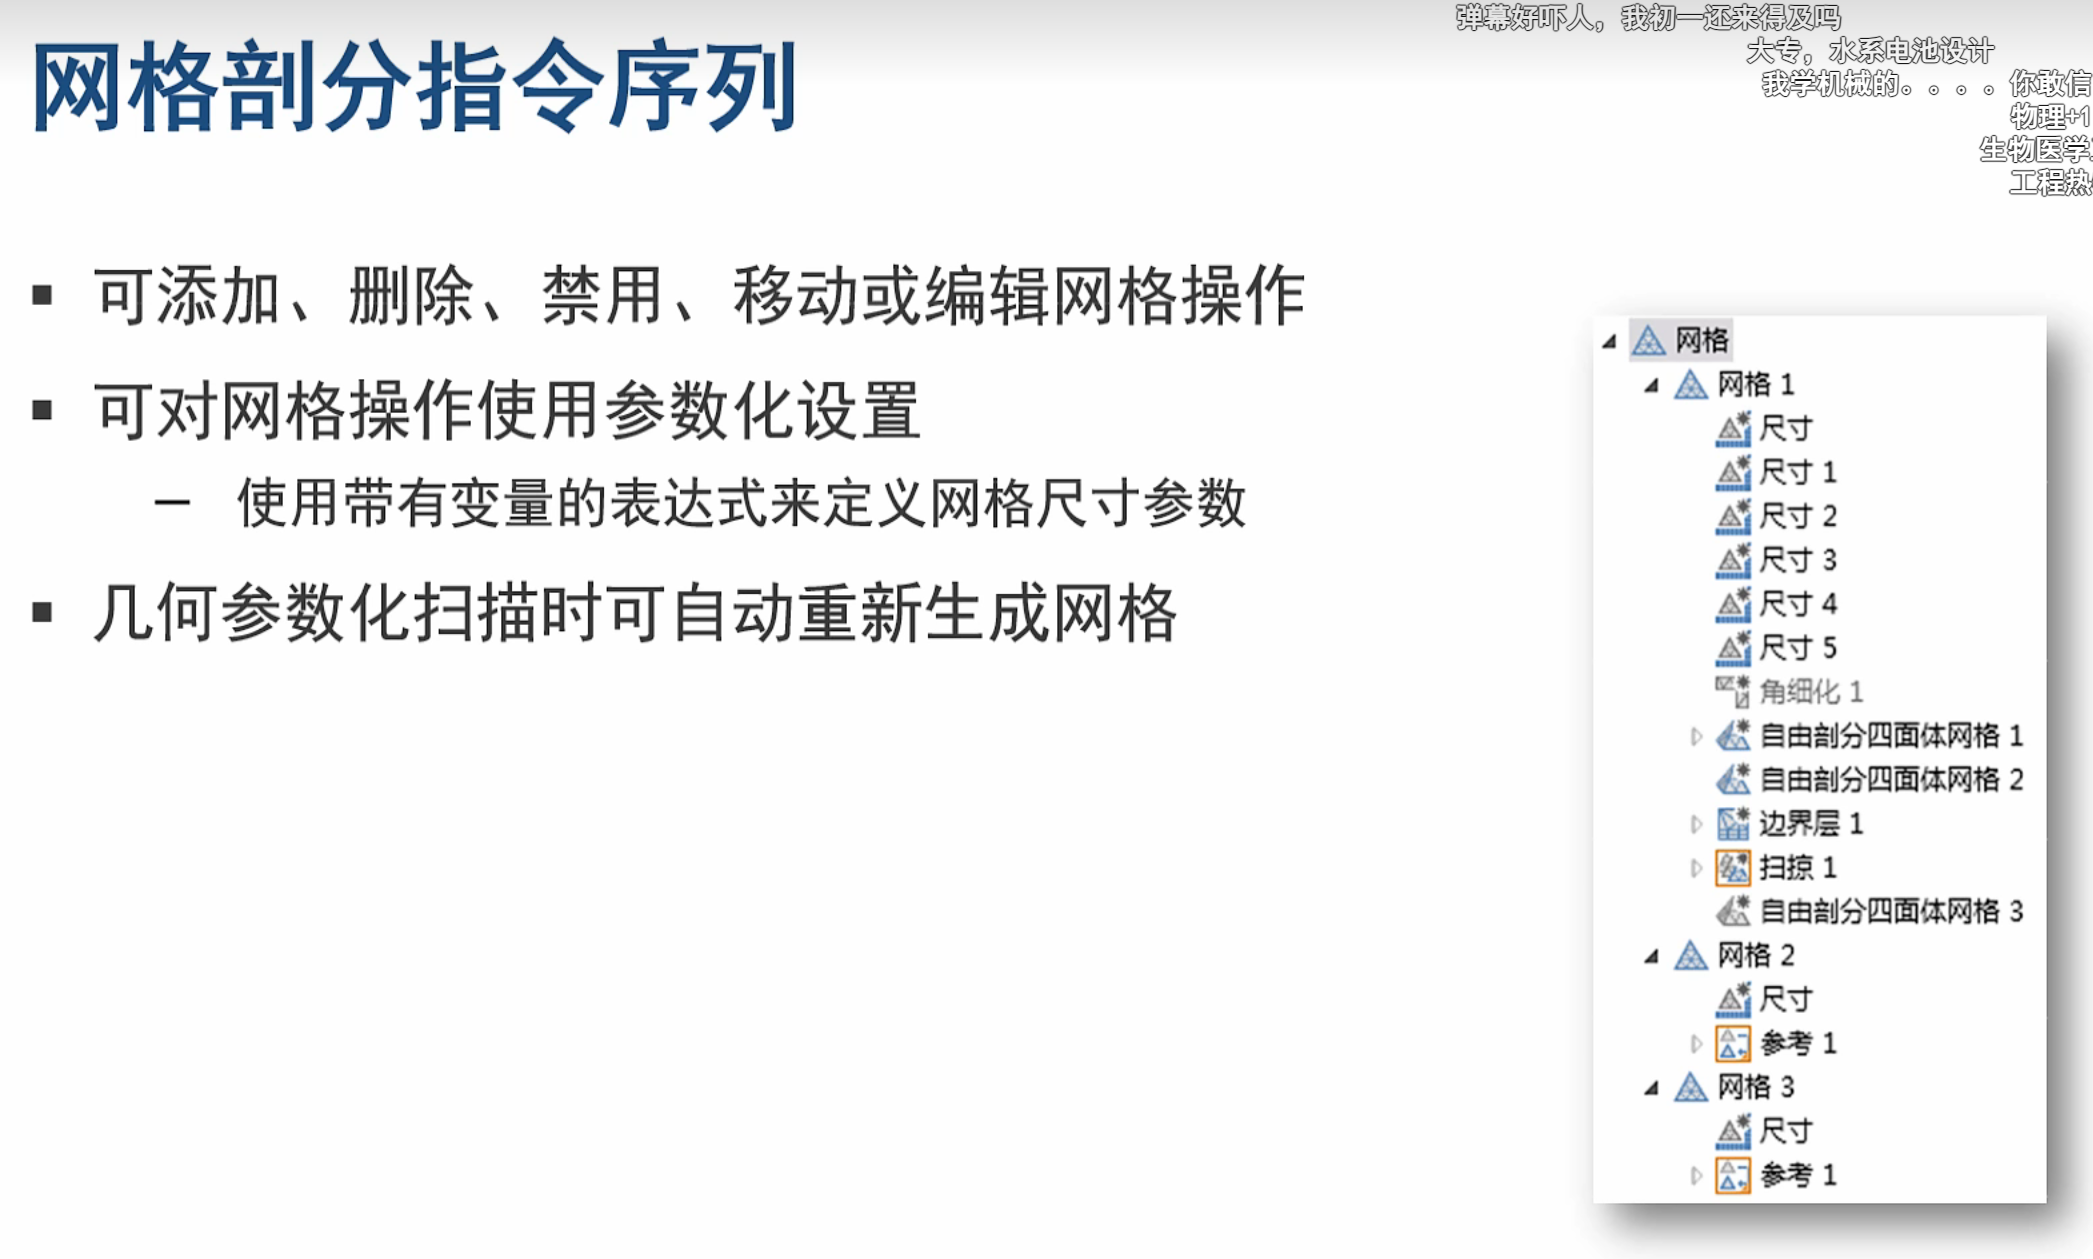 弹幕好吓人，我初一还来得及吗
大专，水系电池设计
我学机械的。。。。你敢信
物理+1
生物医学
工程热
网格剖分指令序列
▪ 可添加、删除、禁用、移动或编辑网格操作
▪ 可对网格操作使用参数化设置
– 使用带有变量的表达式来定义网格尺寸参数
▪ 几何参数化扫描时可自动重新生成网格
网格
网格 1
尺寸
尺寸 1
尺寸 2
尺寸 3
尺寸 4
尺寸 5
角细化 1
自由剖分四面体网格 1
自由剖分四面体网格 2
边界层 1
扫掠 1
自由剖分四面体网格 3
网格 2
尺寸
参考 1
网格 3
尺寸
参考 1